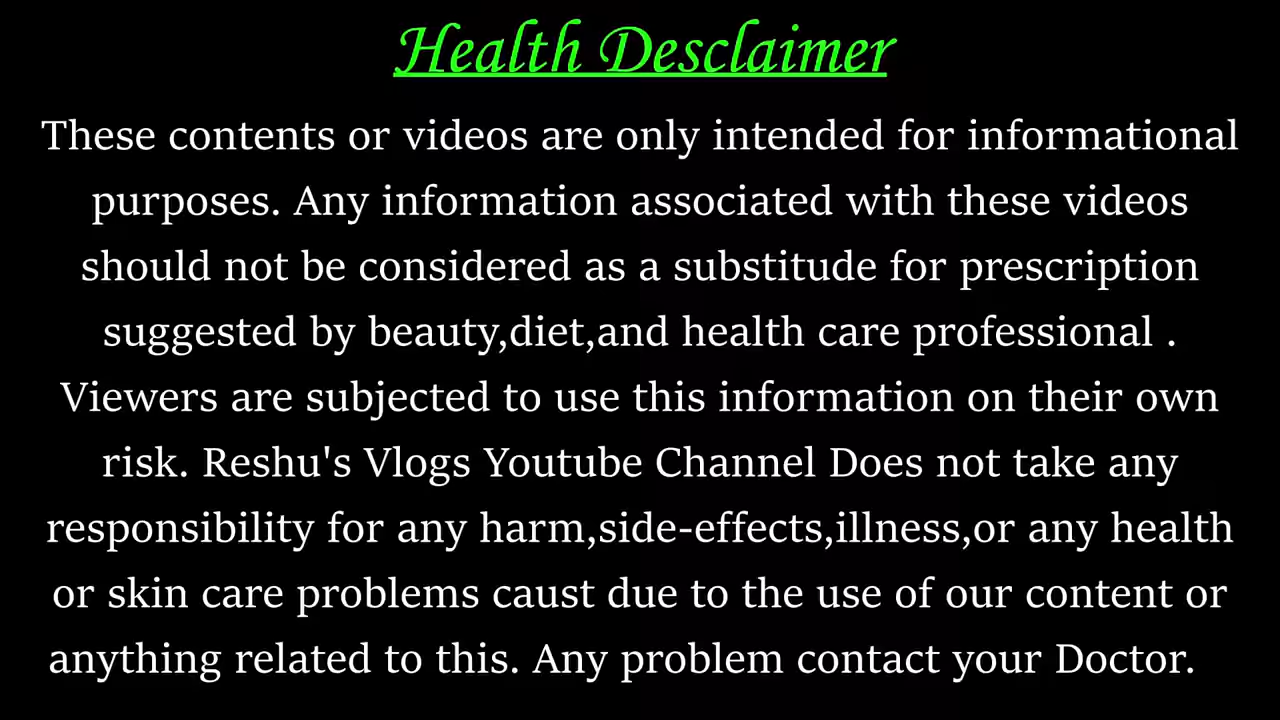 Health Desclaimer
These contents or videos are only intended for informational
purposes. Any information associated with these videos
should not be considered as a substitude for prescription
suggested by beauty,diet,and health care professional .
Viewers are subjected to use this information on their own
risk. Reshu's Vlogs Youtube Channel Does not take any
responsibility for any harm,side-effects,illness,or any health
or skin care problems caust due to the use of our content or
anything related to this. Any problem contact your Doctor.